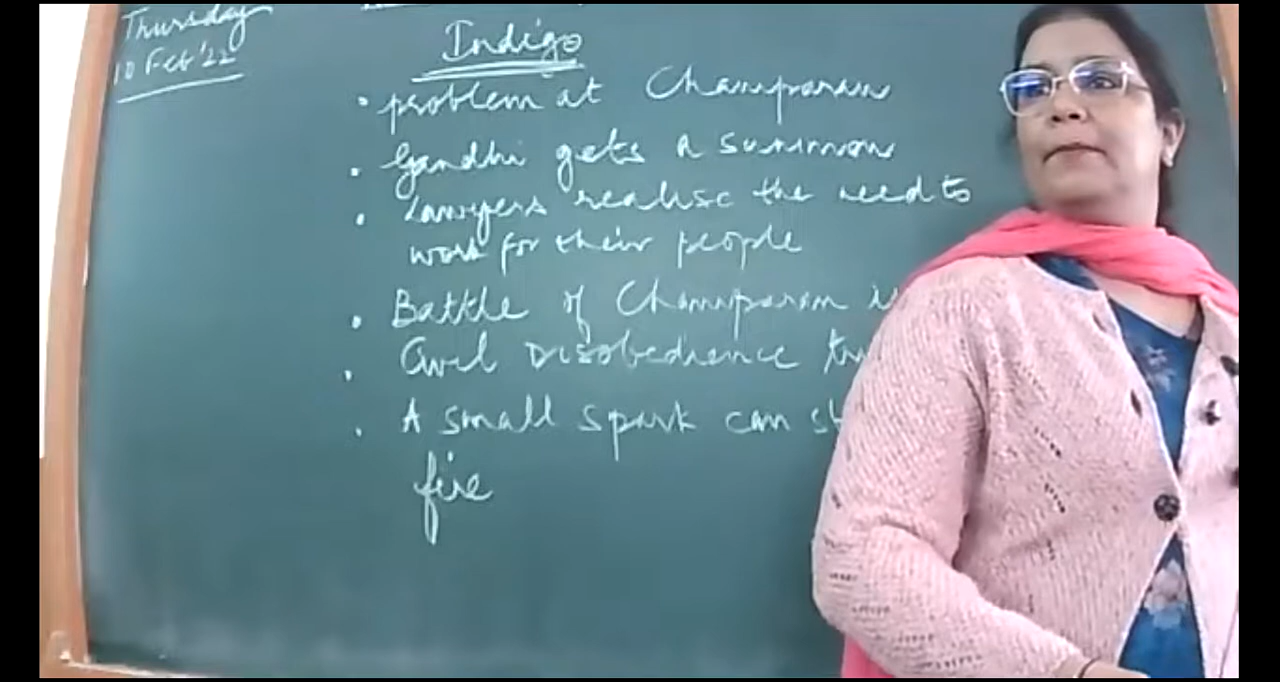 Thursday
10 Feb '22
Indigo
• problem at Champaran
• Gandhi gets a summon
• Lawyers realise the need to
work for their people
• Battle of Champaran is
• Civil Disobedience
• A small spark can
fire